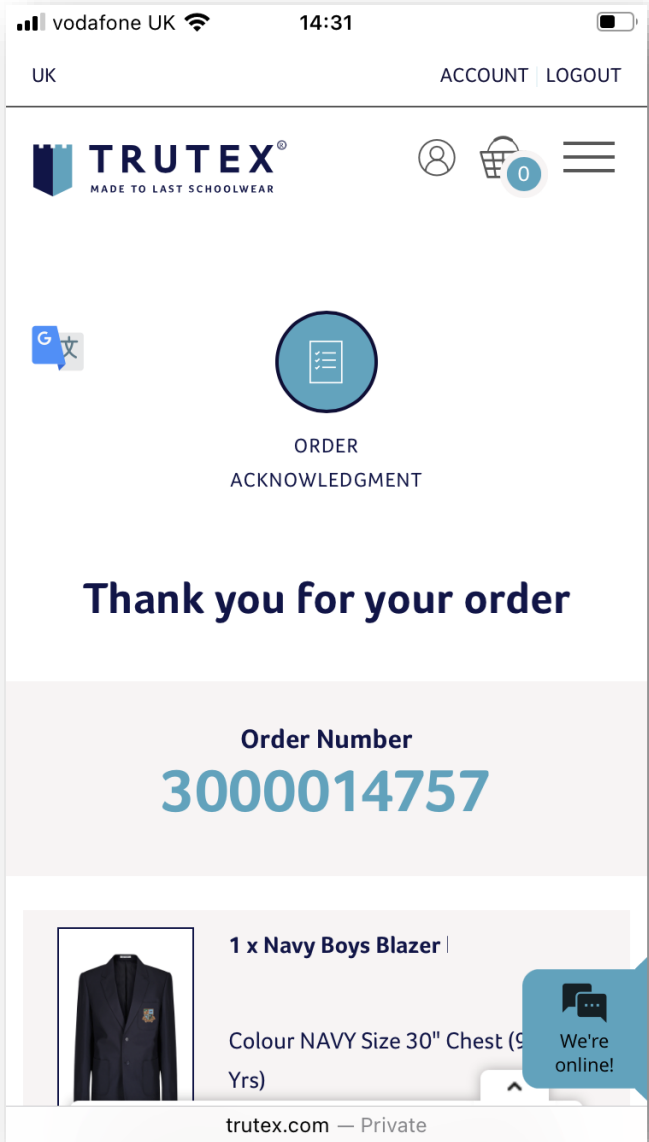 vodafone UK 14:31
UK ACCOUNT LOGOUT
TRUTEX®
MADE TO LAST SCHOOLWEAR
0
G 文
ORDER
ACKNOWLEDGMENT
Thank you for your order
Order Number
3000014757
1 x Navy Boys Blazer
Colour NAVY Size 30" Chest (9
Yrs)
We're
online!
trutex.com — Private